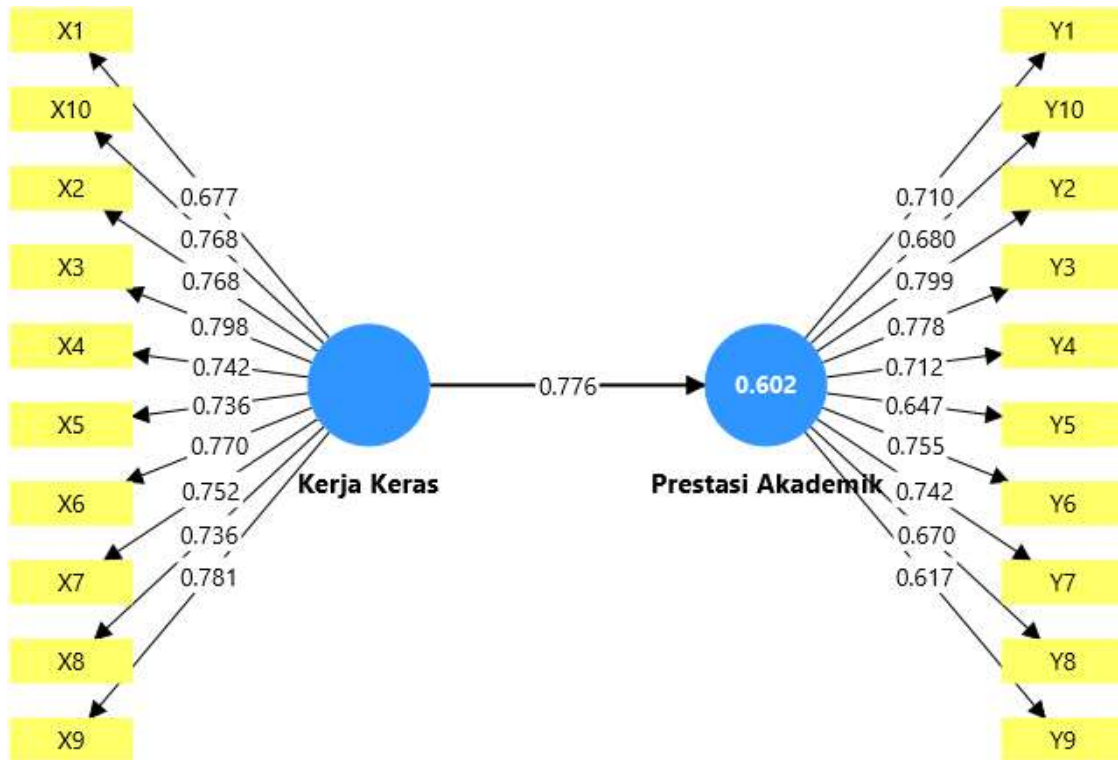 X1
X10
X2
X3
X4
X5
X6
X7
X8
X9
0.677
0.768
0.768
0.798
0.742
0.736
0.770
0.752
0.736
0.781
Kerja Keras
0.776
0.602
Prestasi Akademik
0.710
0.680
0.799
0.778
0.712
0.647
0.755
0.742
0.670
0.617
Y1
Y10
Y2
Y3
Y4
Y5
Y6
Y7
Y8
Y9